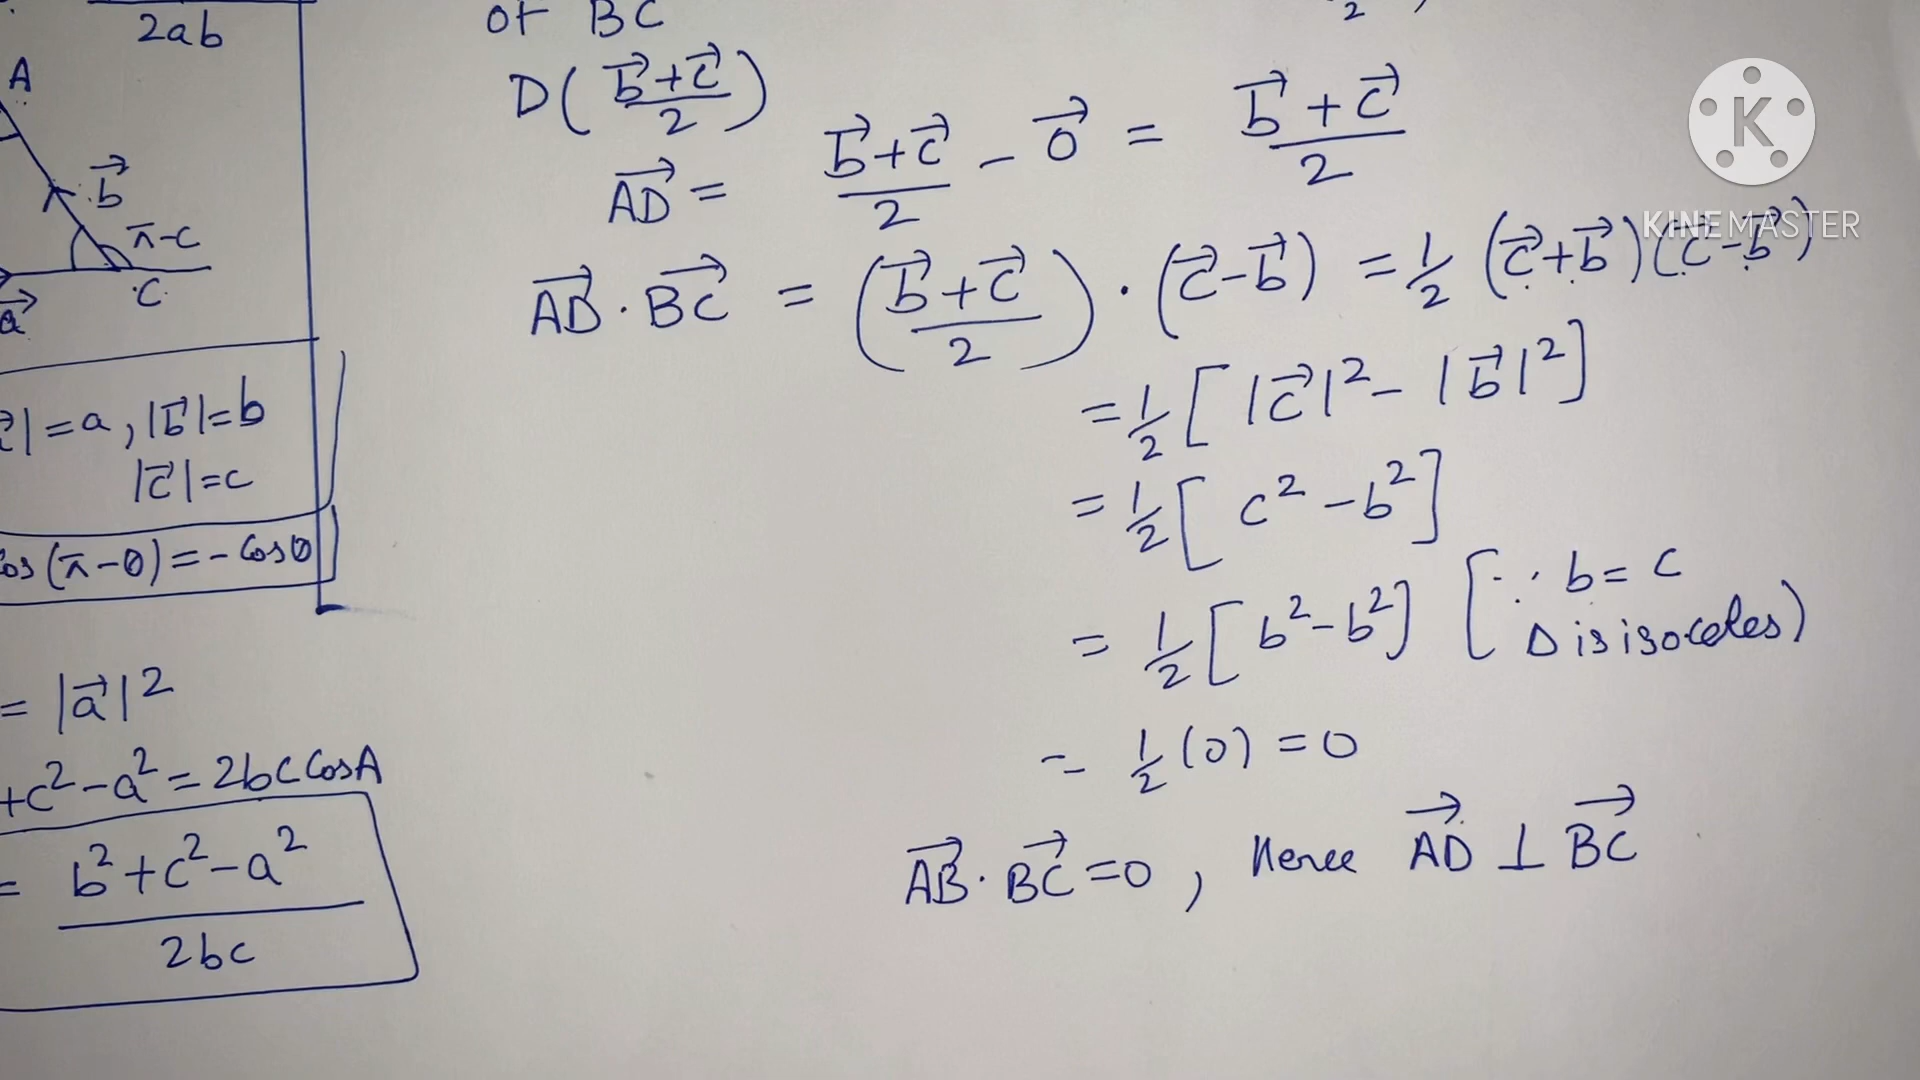 2ab
A
b⃗
π-c
a⃗
C
|=a, |b⃗|=b
|c⃗|=c
cos(π-θ)=-cosθ
= |a⃗|²
+c²-a²=2bc cosA
= b²+c²-a²
2bc
of BC
D( b⃗+c⃗ / 2 )
AD⃗ = b⃗+c⃗ / 2 - 0⃗ = b⃗+c⃗ / 2
AD⃗ · BC⃗ = ( b⃗+c⃗ / 2 ) · (c⃗-b⃗) = 1/2 (c⃗+b⃗)(c⃗-b⃗)
= 1/2 [ |c⃗|² - |b⃗|² ]
= 1/2 [ c² - b² ]
= 1/2 [ b² - b² ] [ ∵ b = c
Δ is isoceles)
= 1/2 (0) = 0
AD⃗ · BC⃗ = 0, Hence AD⃗ ⊥ BC⃗
K
KINEMASTER